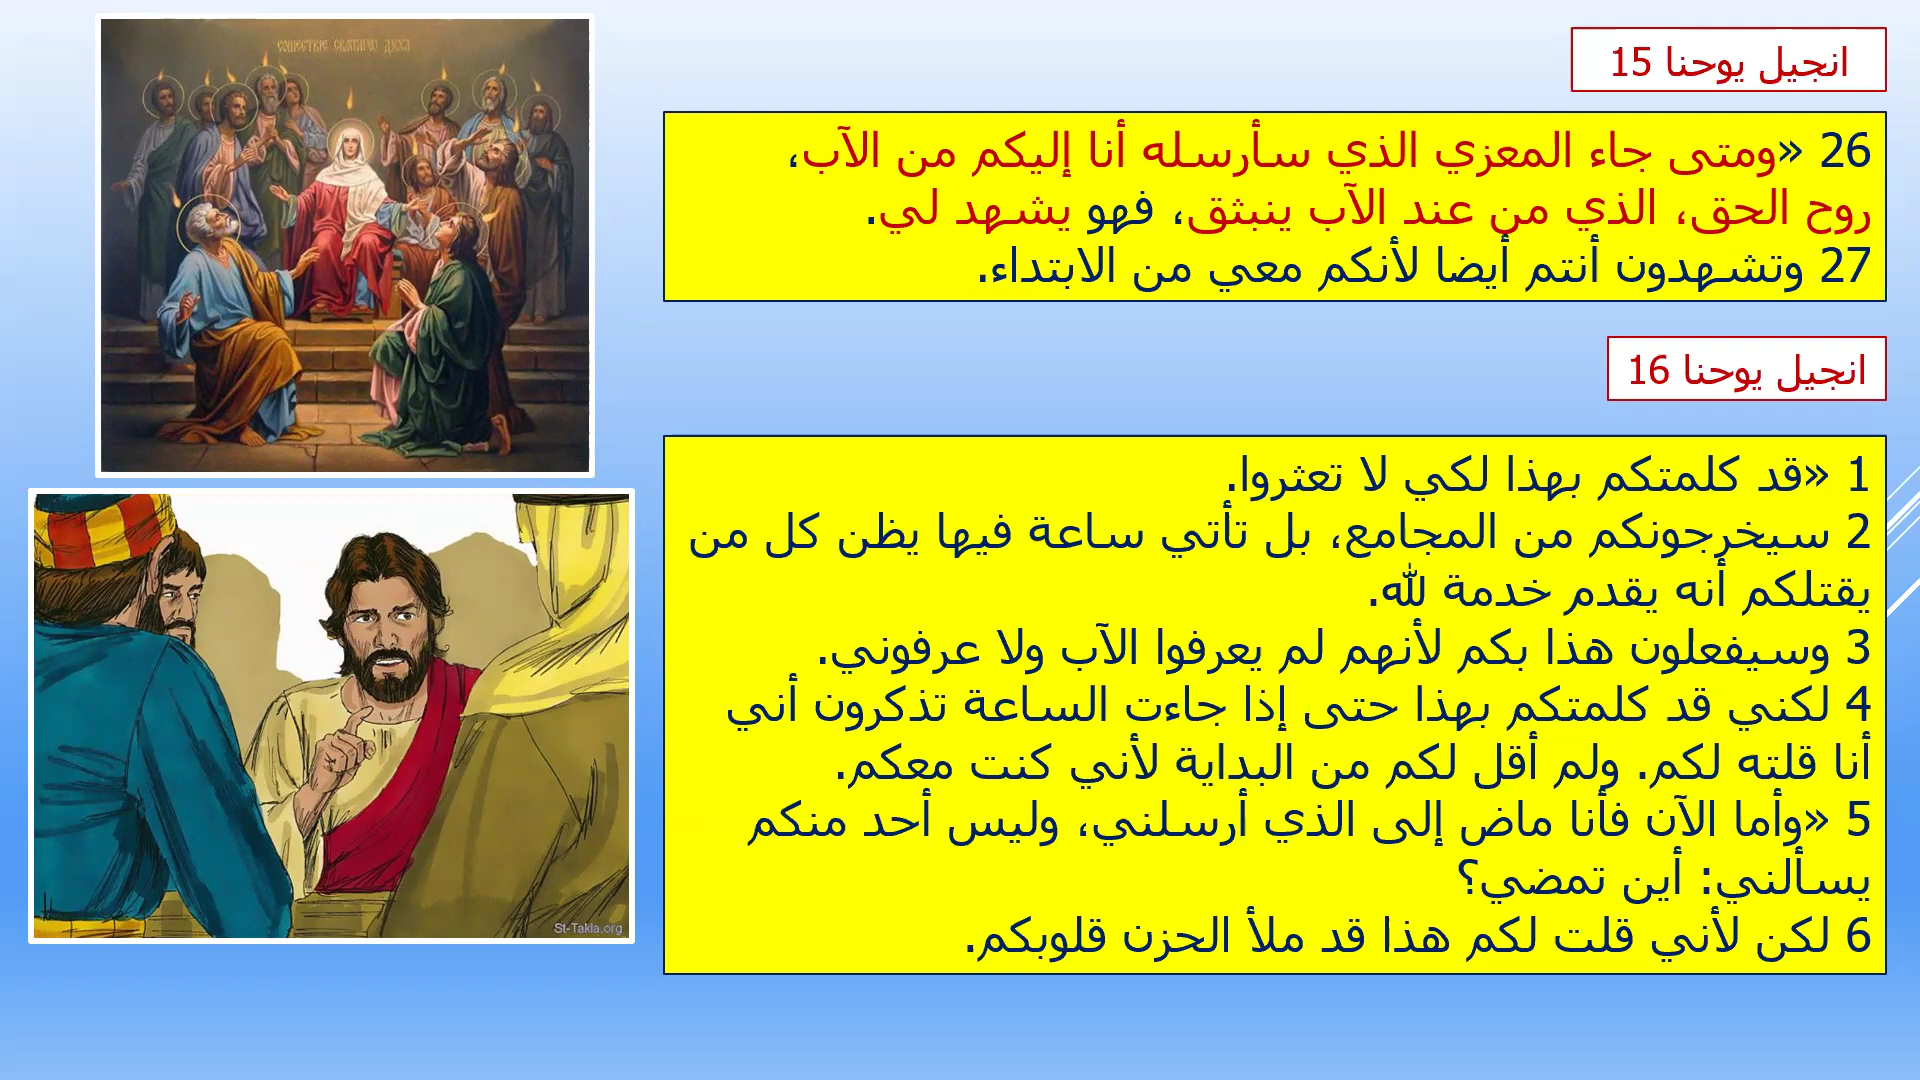 сошествіе святагω дꙋха
انجيل يوحنا 15
26 «ومتى جاء المعزي الذي سأرسله أنا إليكم من الآب،
روح الحق، الذي من عند الآب ينبثق، فهو يشهد لي.
27 وتشهدون أنتم أيضا لأنكم معي من الابتداء.
انجيل يوحنا 16
1 «قد كلمتكم بهذا لكي لا تعثروا.
2 سيخرجونكم من المجامع، بل تأتي ساعة فيها يظن كل من
يقتلكم أنه يقدم خدمة لله.
3 وسيفعلون هذا بكم لأنهم لم يعرفوا الآب ولا عرفوني.
4 لكني قد كلمتكم بهذا حتى إذا جاءت الساعة تذكرون أني
أنا قلته لكم. ولم أقل لكم من البداية لأني كنت معكم.
5 «وأما الآن فأنا ماض إلى الذي أرسلني، وليس أحد منكم
يسألني: أين تمضي؟
6 لكن لأني قلت لكم هذا قد ملأ الحزن قلوبكم.
St-Takla.org